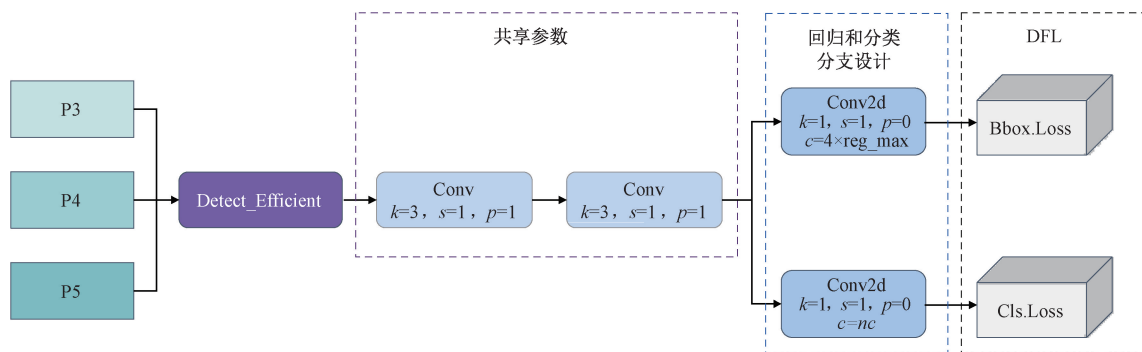 共享参数
回归和分类
分支设计
DFL
P3
P4
P5
Detect_Efficient
Conv
k=3，s=1，p=1
Conv
k=3，s=1，p=1
Conv2d
k=1，s=1，p=0
c=4×reg_max
Bbox.Loss
Conv2d
k=1，s=1，p=0
c=nc
Cls.Loss